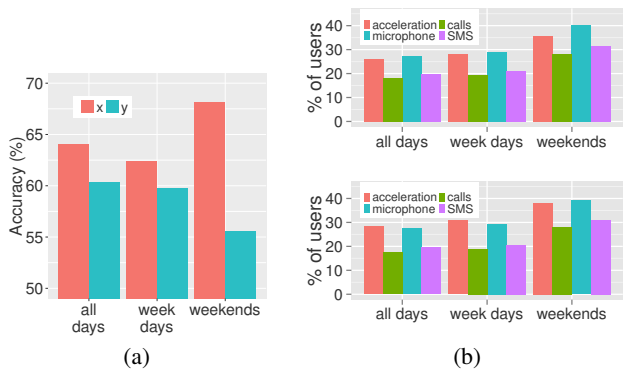 70
65
60
55
50
Accuracy (%)
x y
all days
week days
weekends
(a)
40
30
20
10
0
% of users
acceleration calls
microphone SMS
all days week days weekends
40
30
20
10
0
% of users
acceleration calls
microphone SMS
all days week days weekends
(b)